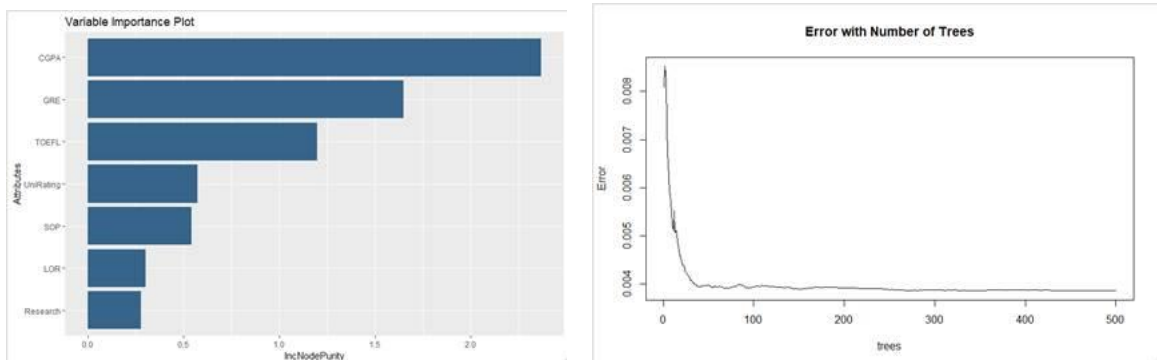 Variable Importance Plot
Attributes
CGPA
GRE
TOEFL
UniRating
SOP
LOR
Research
0.0 0.5 1.0 1.5 2.0
IncNodePurity
Error with Number of Trees
Error
0.008
0.007
0.006
0.005
0.004
0 100 200 300 400 500
trees